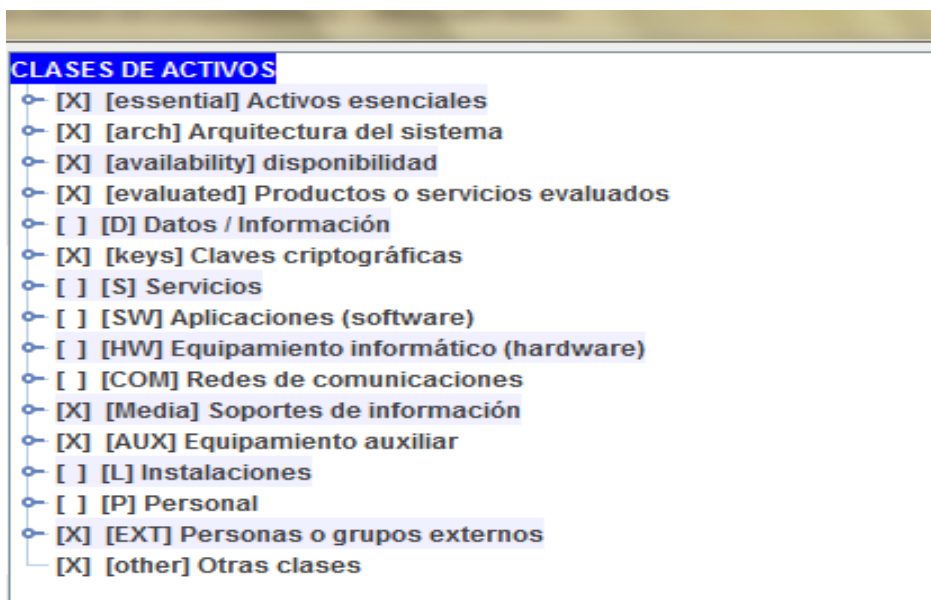 CLASES DE ACTIVOS
[X] [essential] Activos esenciales
[X] [arch] Arquitectura del sistema
[X] [availability] disponibilidad
[X] [evaluated] Productos o servicios evaluados
[ ] [D] Datos / Información
[X] [keys] Claves criptográficas
[ ] [S] Servicios
[ ] [SW] Aplicaciones (software)
[ ] [HW] Equipamiento informático (hardware)
[ ] [COM] Redes de comunicaciones
[X] [Media] Soportes de información
[X] [AUX] Equipamiento auxiliar
[ ] [L] Instalaciones
[ ] [P] Personal
[X] [EXT] Personas o grupos externos
[X] [other] Otras clases